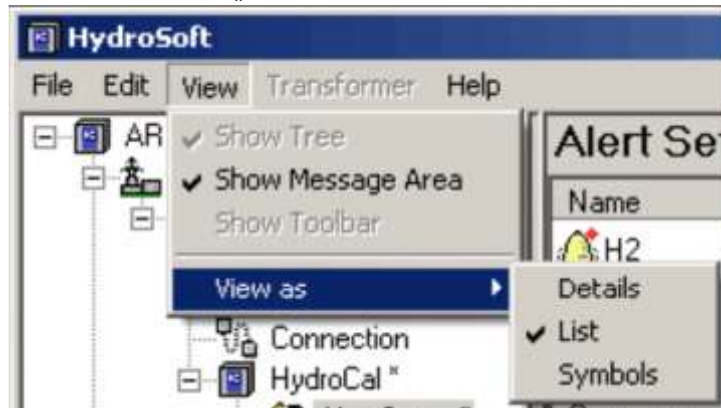 HydroSoft
File Edit View Transformer Help
AR
Show Tree
Show Message Area
Show Toolbar
View as
Alert Se
Name
H2
Details
List
Symbols
Connection
HydroCal *